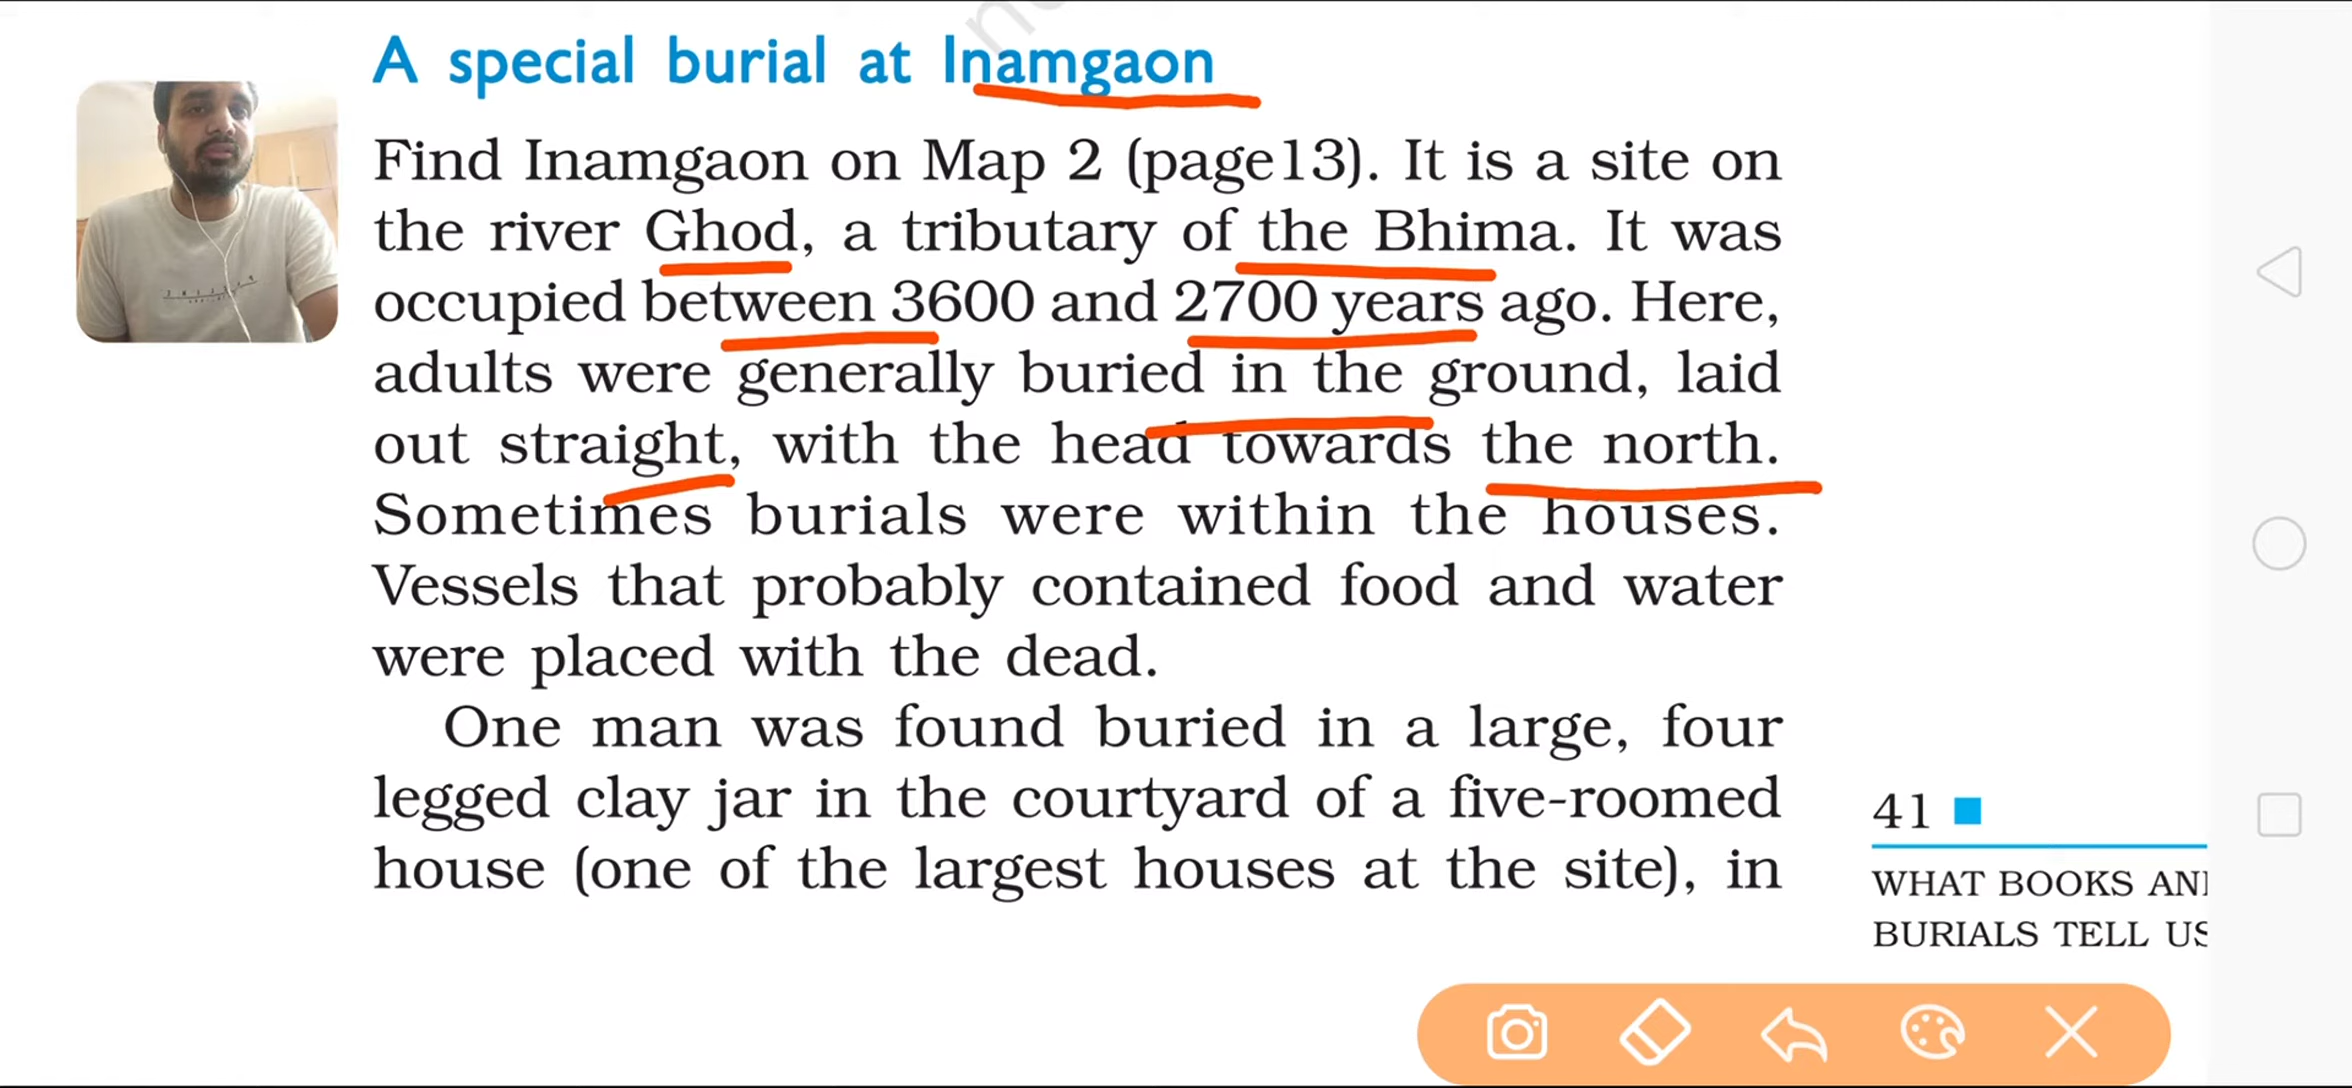 A special burial at Inamgaon
Find Inamgaon on Map 2 (page13). It is a site on
the river Ghod, a tributary of the Bhima. It was
occupied between 3600 and 2700 years ago. Here,
adults were generally buried in the ground, laid
out straight, with the head towards the north.
Sometimes burials were within the houses.
Vessels that probably contained food and water
were placed with the dead.
One man was found buried in a large, four
legged clay jar in the courtyard of a five-roomed
house (one of the largest houses at the site), in
41
WHAT BOOKS AN
BURIALS TELL US